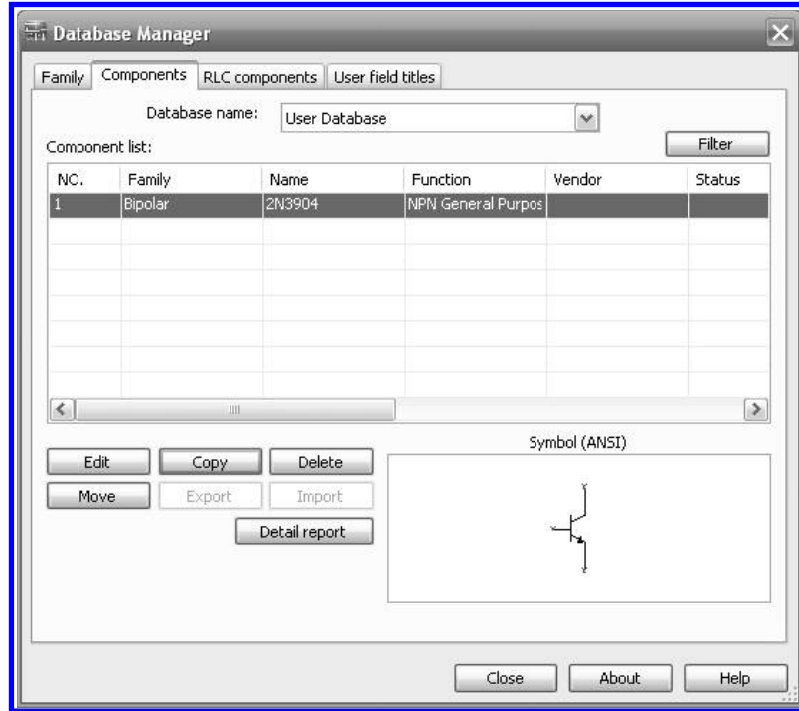 Database Manager
Family Components RLC components User field titles
Database name: User Database
Component list: Filter
NC. Family Name Function Vendor Status
1 Bipolar 2N3904 NPN General Purpos
Symbol (ANSI)
Edit Copy Delete
Move Export Import
Detail report
Close About Help